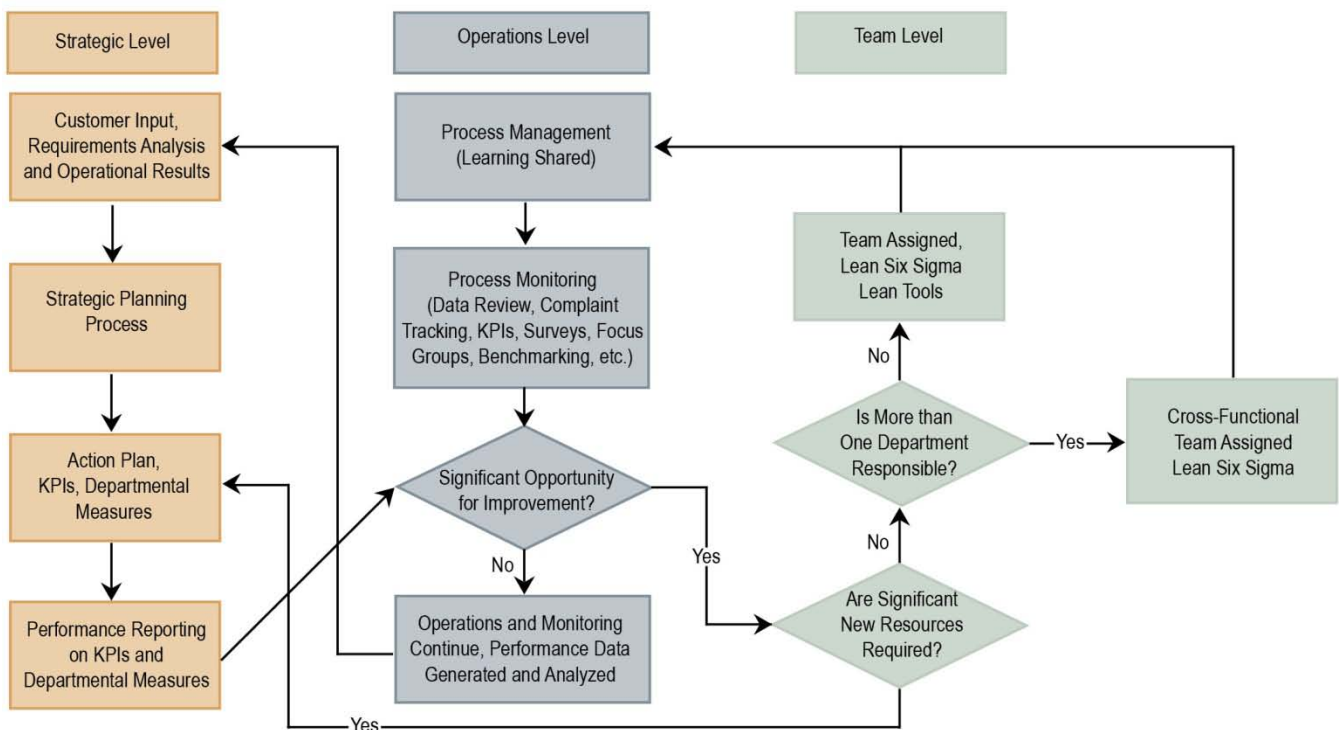 Strategic Level
Operations Level
Team Level
Customer Input,
Requirements Analysis
and Operational Results
Process Management
(Learning Shared)
Team Assigned,
Lean Six Sigma
Lean Tools
Strategic Planning
Process
Process Monitoring
(Data Review, Complaint
Tracking, KPIs, Surveys, Focus
Groups, Benchmarking, etc.)
No
Is More than
One Department
Responsible?
Yes
Cross-Functional
Team Assigned
Lean Six Sigma
Action Plan,
KPIs, Departmental
Measures
Significant Opportunity
for Improvement?
No
Yes
No
Performance Reporting
on KPIs and
Departmental Measures
Operations and Monitoring
Continue, Performance Data
Generated and Analyzed
Are Significant
New Resources
Required?
Yes